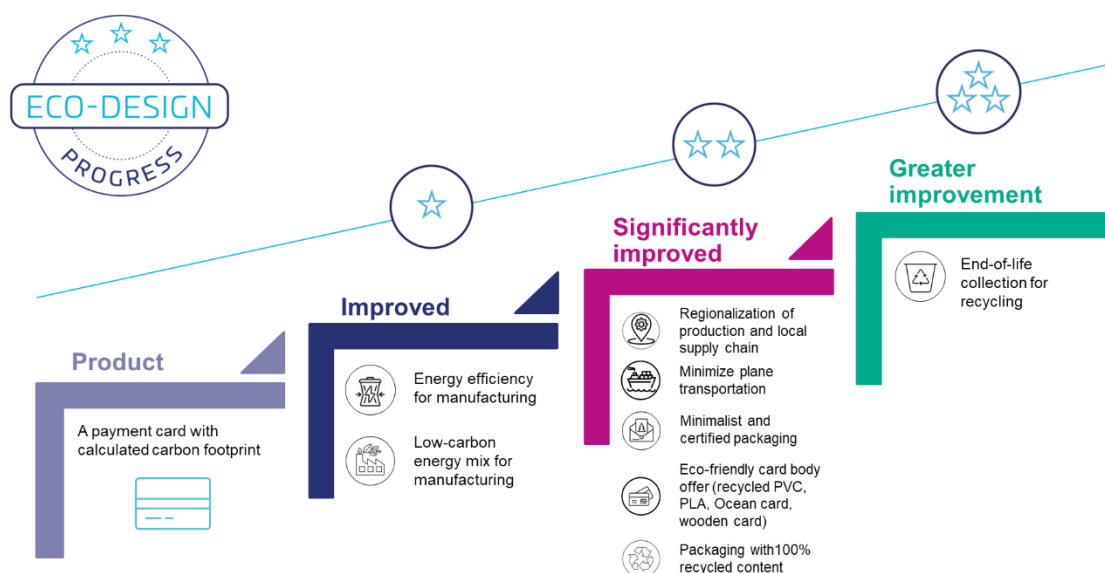 ECO-DESIGN
PROGRESS
Product
A payment card with
calculated carbon footprint
Improved
Energy efficiency
for manufacturing
Low-carbon
energy mix for
manufacturing
Significantly
improved
Regionalization of
production and local
supply chain
Minimize plane
transportation
Minimalist and
certified packaging
Eco-friendly card body
offer (recycled PVC,
PLA, Ocean card,
wooden card)
Packaging with100%
recycled content
Greater
improvement
End-of-life
collection for
recycling